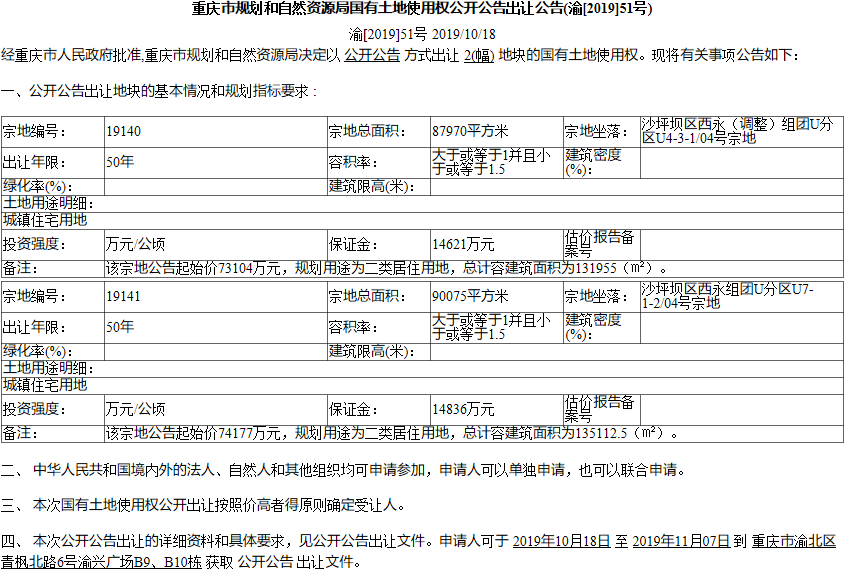 重庆市规划和自然资源局国有土地使用权公开公告出让公告(渝[2019]51号)
渝[2019]51号 2019/10/18
经重庆市人民政府批准,重庆市规划和自然资源局决定以 公开公告 方式出让 2(幅) 地块的国有土地使用权。现将有关事项公告如下：
一、公开公告出让地块的基本情况和规划指标要求：
宗地编号： 19140 宗地总面积： 87970平方米 宗地坐落： 沙坪坝区西永（调整）组团U分
区U4-3-1/04号宗地
出让年限： 50年 容积率： 大于或等于1并且小
于或等于1.5 建筑密度
(%)：
绿化率(%)： 建筑限高(米)：
土地用途明细：
城镇住宅用地
投资强度： 万元/公顷 保证金： 14621万元 估价报告备
案号
备注： 该宗地公告起始价73104万元，规划用途为二类居住用地，总计容建筑面积为131955（㎡）。
宗地编号： 19141 宗地总面积： 90075平方米 宗地坐落： 沙坪坝区西永组团U分区U7-
1-2/04号宗地
出让年限： 50年 容积率： 大于或等于1并且小
于或等于1.5 建筑密度
(%)：
绿化率(%)： 建筑限高(米)：
土地用途明细：
城镇住宅用地
投资强度： 万元/公顷 保证金： 14836万元 估价报告备
案号
备注： 该宗地公告起始价74177万元，规划用途为二类居住用地，总计容建筑面积为135112.5（㎡）。
二、 中华人民共和国境内外的法人、自然人和其他组织均可申请参加，申请人可以单独申请，也可以联合申请。
三、 本次国有土地使用权公开出让按照价高者得原则确定受让人。
四、 本次公开公告出让的详细资料和具体要求，见公开公告出让文件。申请人可于 2019年10月18日 至 2019年11月07日 到 重庆市渝北区
青枫北路6号渝兴广场B9、B10栋 获取 公开公告 出让文件。